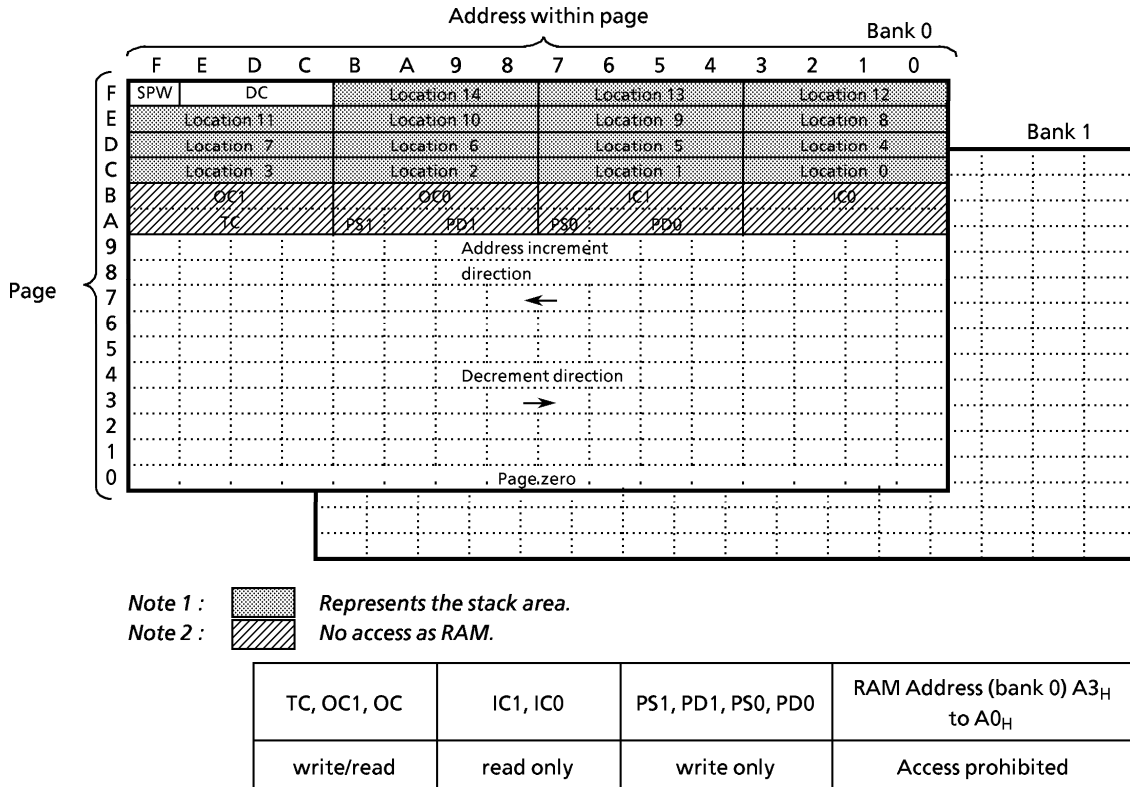 Address within page
Bank 0
F E D C B A 9 8 7 6 5 4 3 2 1 0
F SPW DC Location 14 Location 13 Location 12
E Location 11 Location 10 Location 9 Location 8
Bank 1
D Location 7 Location 6 Location 5 Location 4
C Location 3 Location 2 Location 1 Location 0
B OC1 OC0 IC1 IC0
A TC PS1 PD1 PS0 PD0
9 Address increment
8 direction
Page
7 ←
6
5
4 Decrement direction
3 →
2
1
0 Page zero
Note 1 : Represents the stack area.
Note 2 : No access as RAM.
TC, OC1, OC IC1, IC0 PS1, PD1, PS0, PD0 RAM Address (bank 0) A3H
to A0H
write/read read only write only Access prohibited